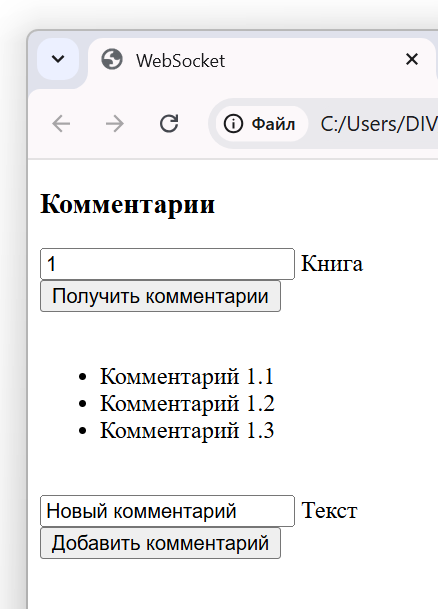 WebSocket
Файл C:/Users/DIV
Комментарии
1 Книга
Получить комментарии
Комментарий 1.1
Комментарий 1.2
Комментарий 1.3
Новый комментарий Текст
Добавить комментарий